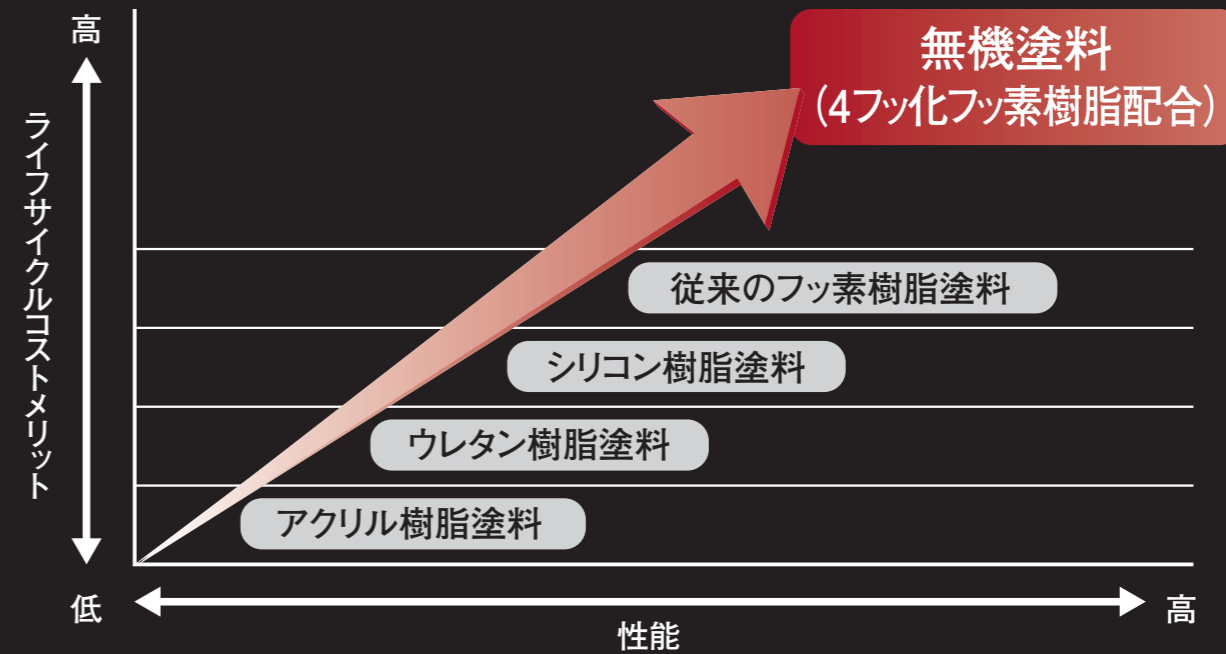 高
ライフサイクルコストメリット
無機塗料
（4フッ化フッ素樹脂配合）
従来のフッ素樹脂塗料
シリコン樹脂塗料
ウレタン樹脂塗料
アクリル樹脂塗料
低
高
性能